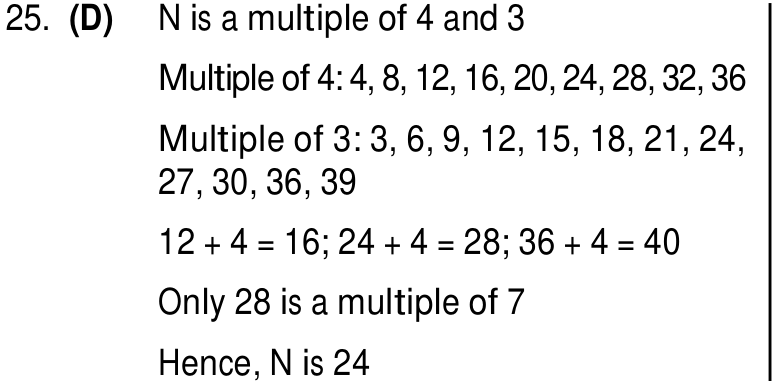 25. (D) N is a multiple of 4 and 3
Multiple of 4: 4, 8, 12, 16, 20, 24, 28, 32, 36
Multiple of 3: 3, 6, 9, 12, 15, 18, 21, 24,
27, 30, 36, 39
12 + 4 = 16; 24 + 4 = 28; 36 + 4 = 40
Only 28 is a multiple of 7
Hence, N is 24